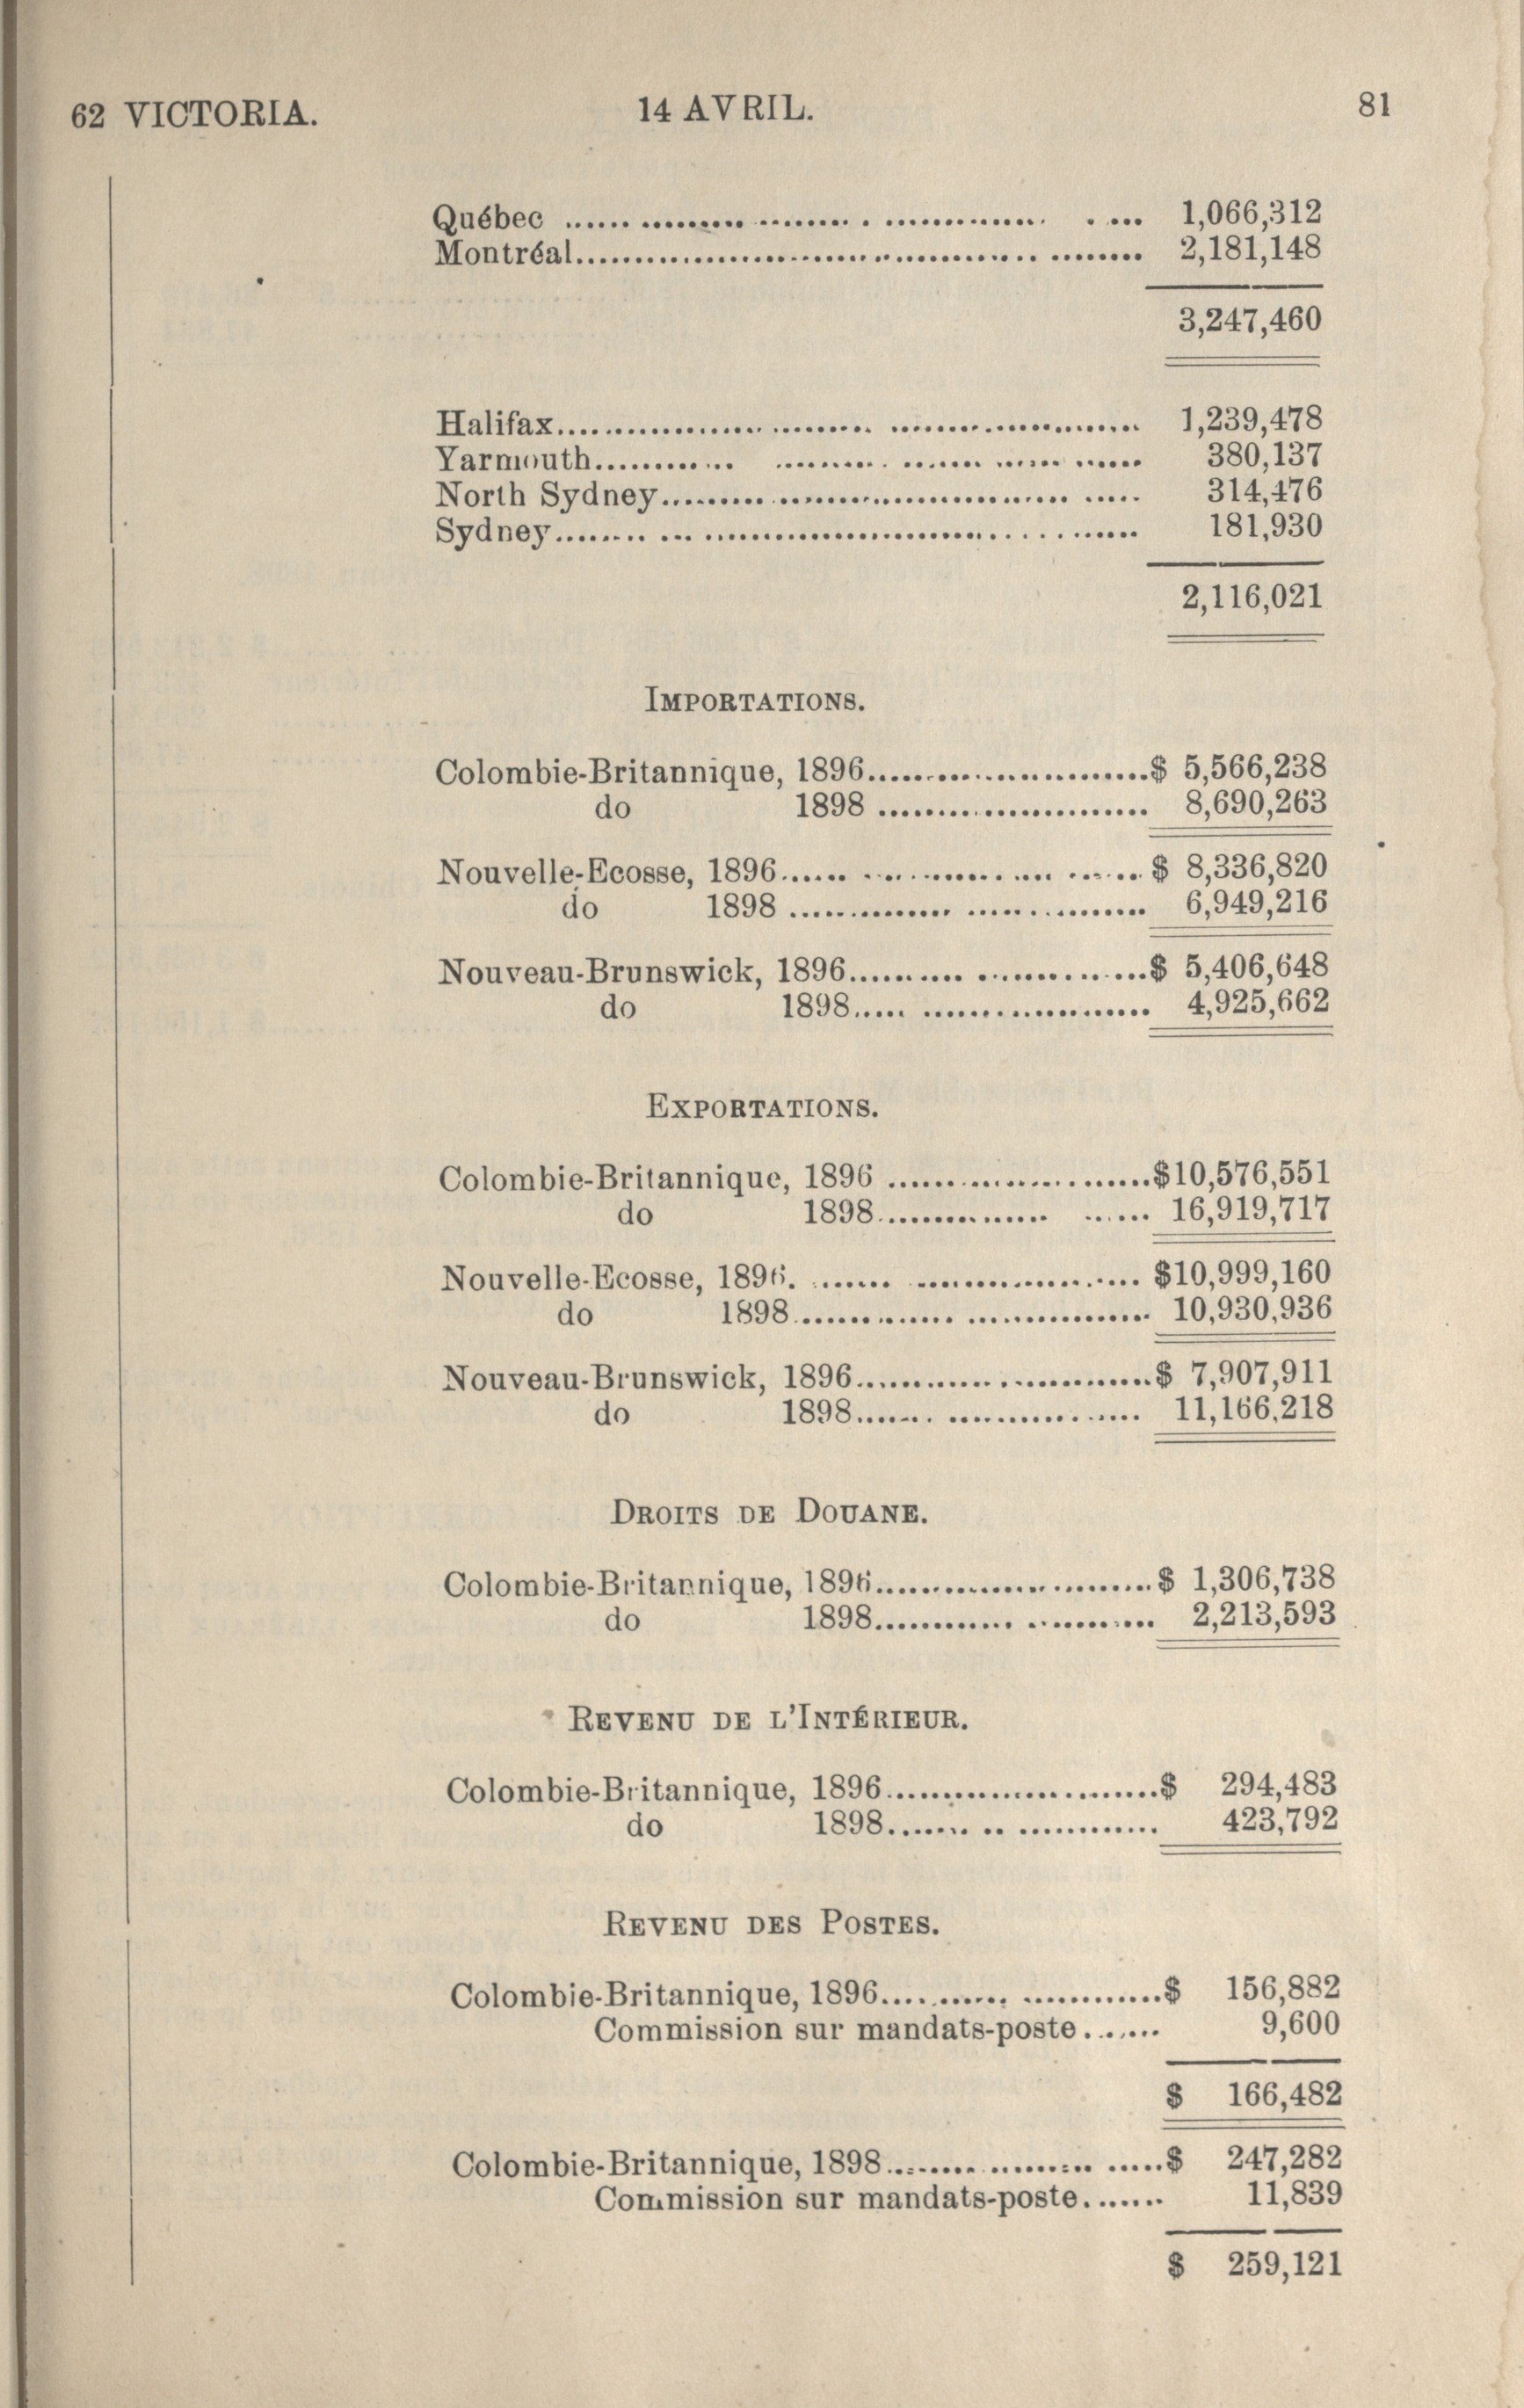 62 VICTORIA. 14 AVRIL. 81
Québec ...... 1,066,312
Montréal...... 2,181,148
3,247,460
Halifax...... 1,239,478
Yarmouth...... 380,137
North Sydney...... 314,476
Sydney...... 181,930
2,116,021
IMPORTATIONS.
Colombie-Britannique, 1896......$ 5,566,238
do 1898 ...... 8,690,263
Nouvelle-Ecosse, 1896......$ 8,336,820
do 1898 ...... 6,949,216
Nouveau-Brunswick, 1896......$ 5,406,648
do 1898...... 4,925,662
EXPORTATIONS.
Colombie-Britannique, 1896 ......$10,576,551
do 1898...... 16,919,717
Nouvelle-Ecosse, 1896. ...... $10,999,160
do 1898...... 10,930,936
Nouveau-Brunswick, 1896......$ 7,907,911
do 1898...... 11,166,218
DROITS DE DOUANE.
Colombie-Britannique, 1896......$ 1,306,738
do 1898...... 2,213,593
REVENU DE L'INTÉRIEUR.
Colombie-Britannique, 1896......$ 294,483
do 1898...... 423,792
REVENU DES POSTES.
Colombie-Britannique, 1896......$ 156,882
Commission sur mandats-poste...... 9,600
$ 166,482
Colombie-Britannique, 1898......$ 247,282
Commission sur mandats-poste...... 11,839
$ 259,121